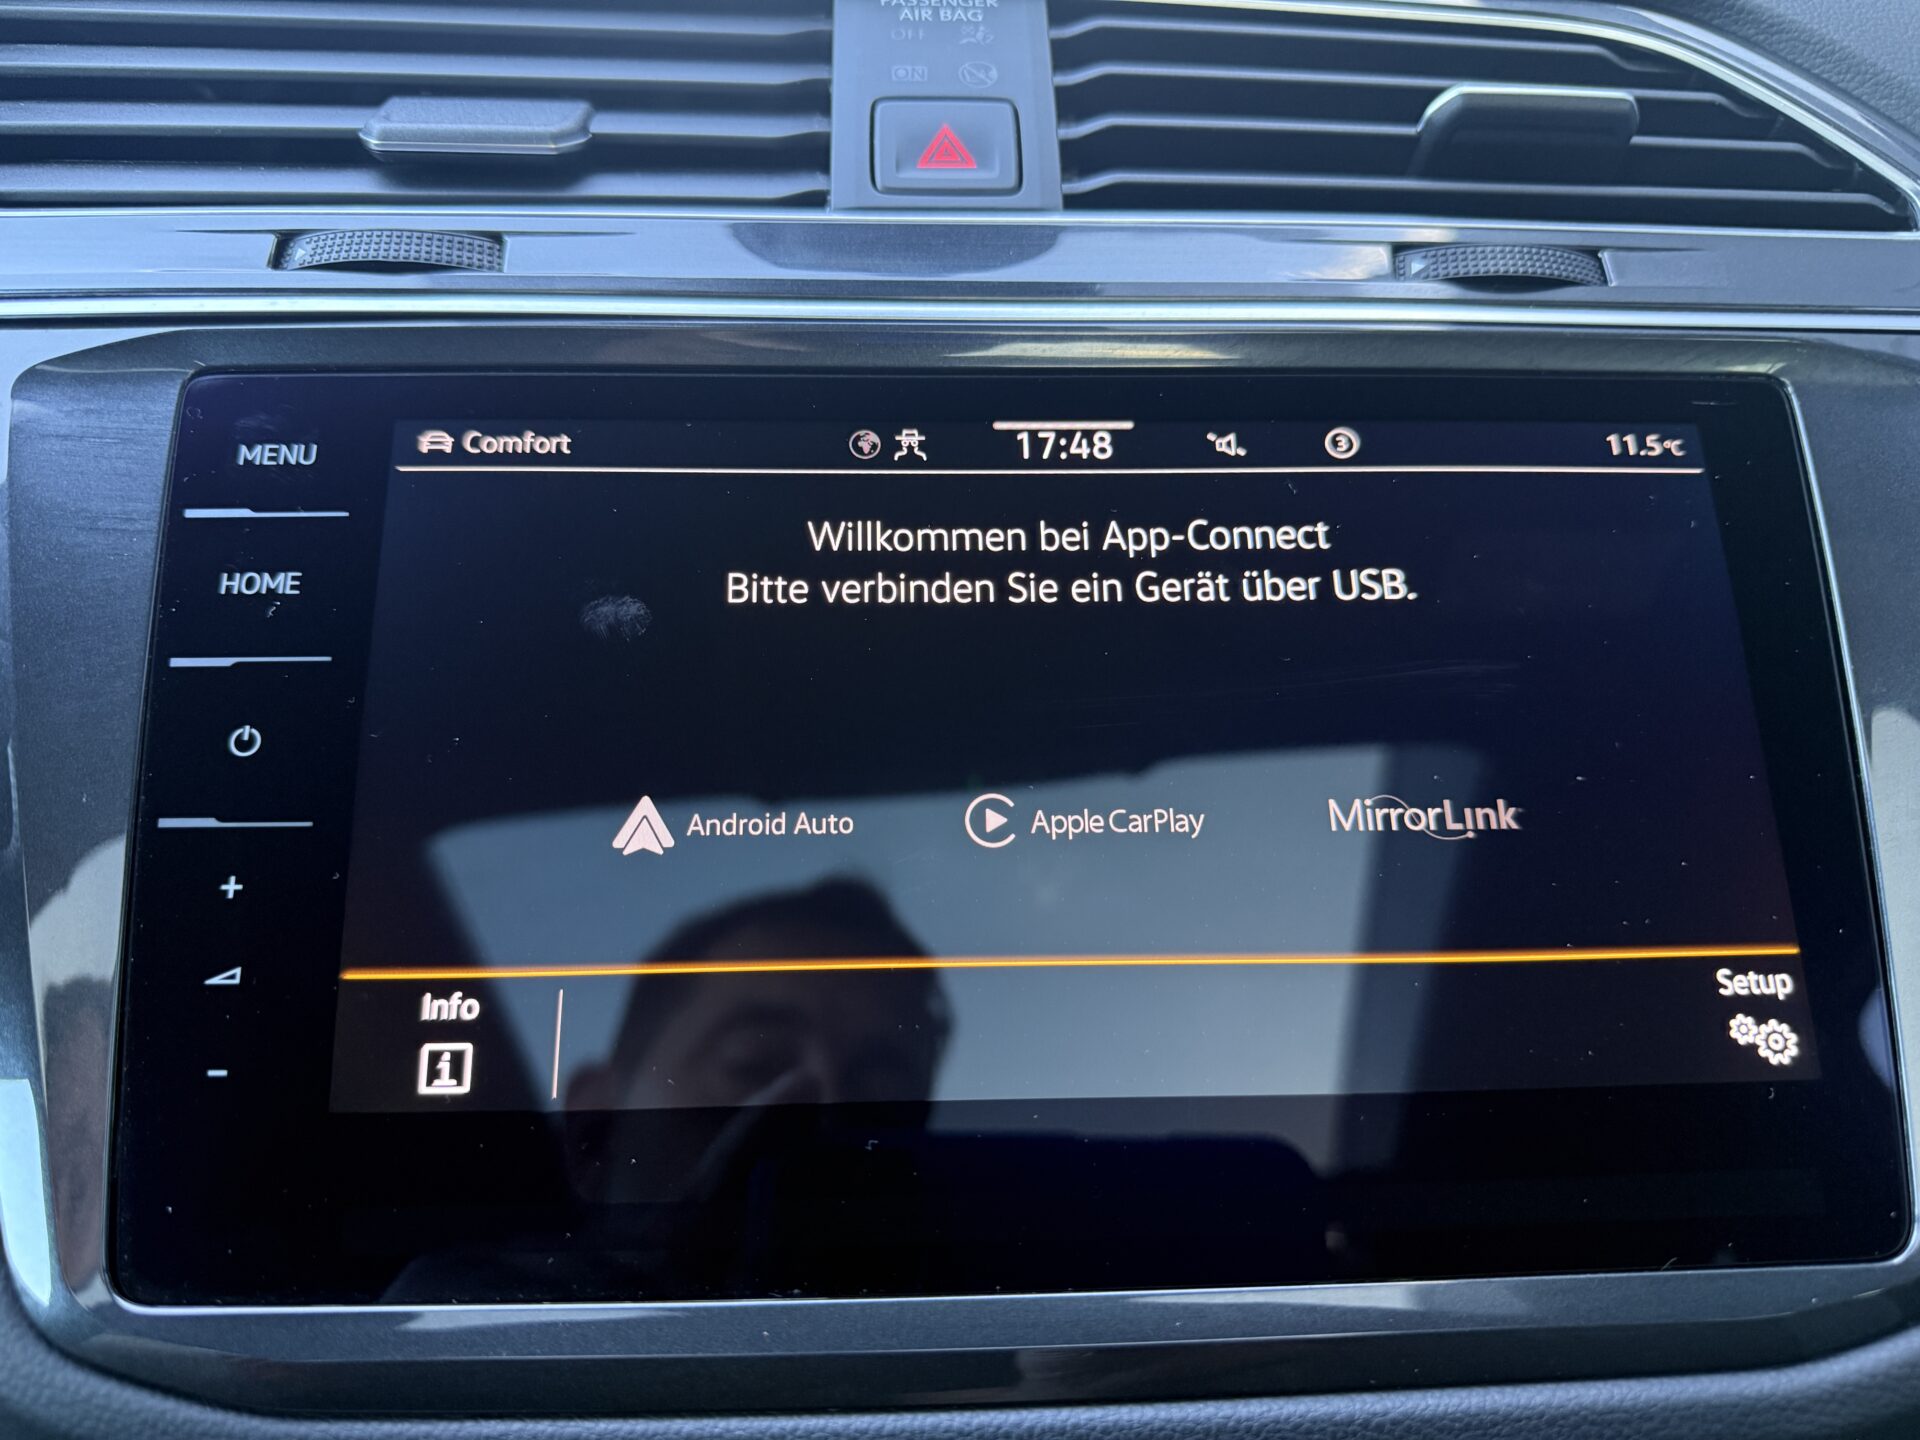 PASSENGER
AIR BAG
OFF
ON
MENU
Comfort
17:48
3
11.5°C
HOME
Willkommen bei App-Connect
Bitte verbinden Sie ein Gerät über USB.
Android Auto
Apple CarPlay
MirrorLink
+
-
Info
i
Setup